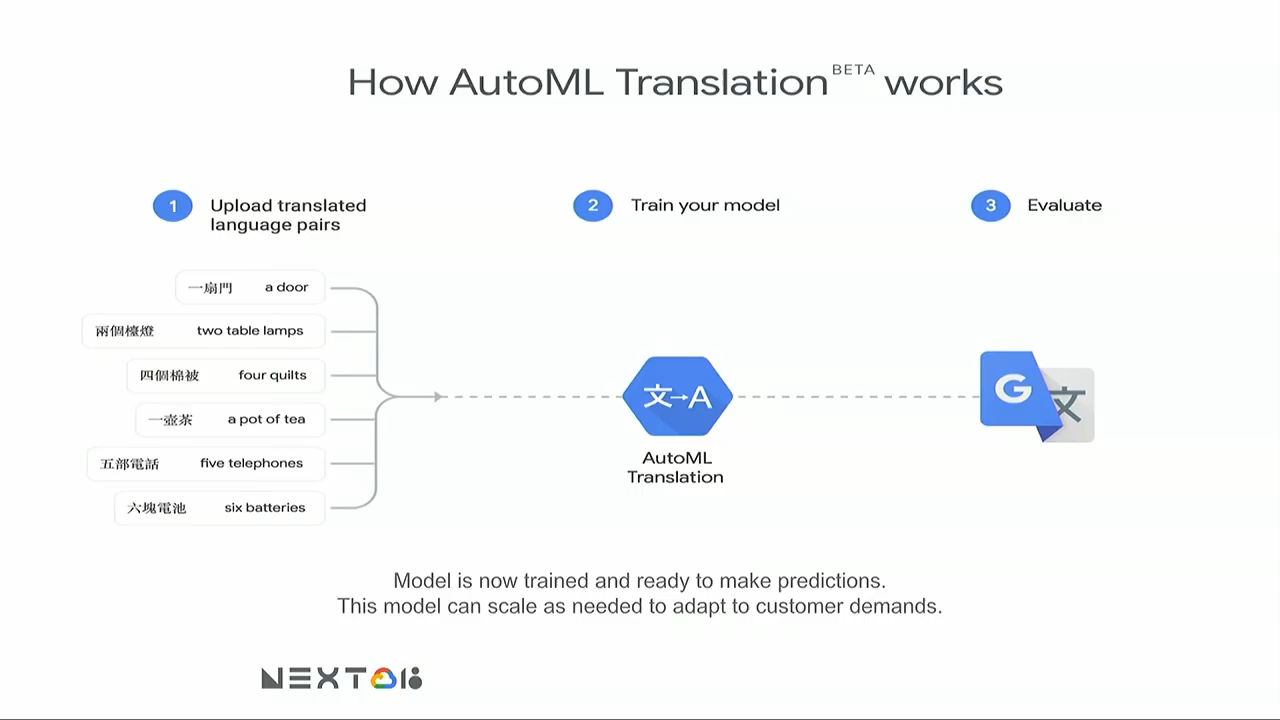 How AutoML Translation BETA works
1 Upload translated
language pairs
2 Train your model
3 Evaluate
一扇門 a door
兩個檯燈 two table lamps
四個棉被 four quilts
一壺茶 a pot of tea
五部電話 five telephones
六塊電池 six batteries
文→A
G 文
AutoML
Translation
Model is now trained and ready to make predictions.
This model can scale as needed to adapt to customer demands.
NEXT 18